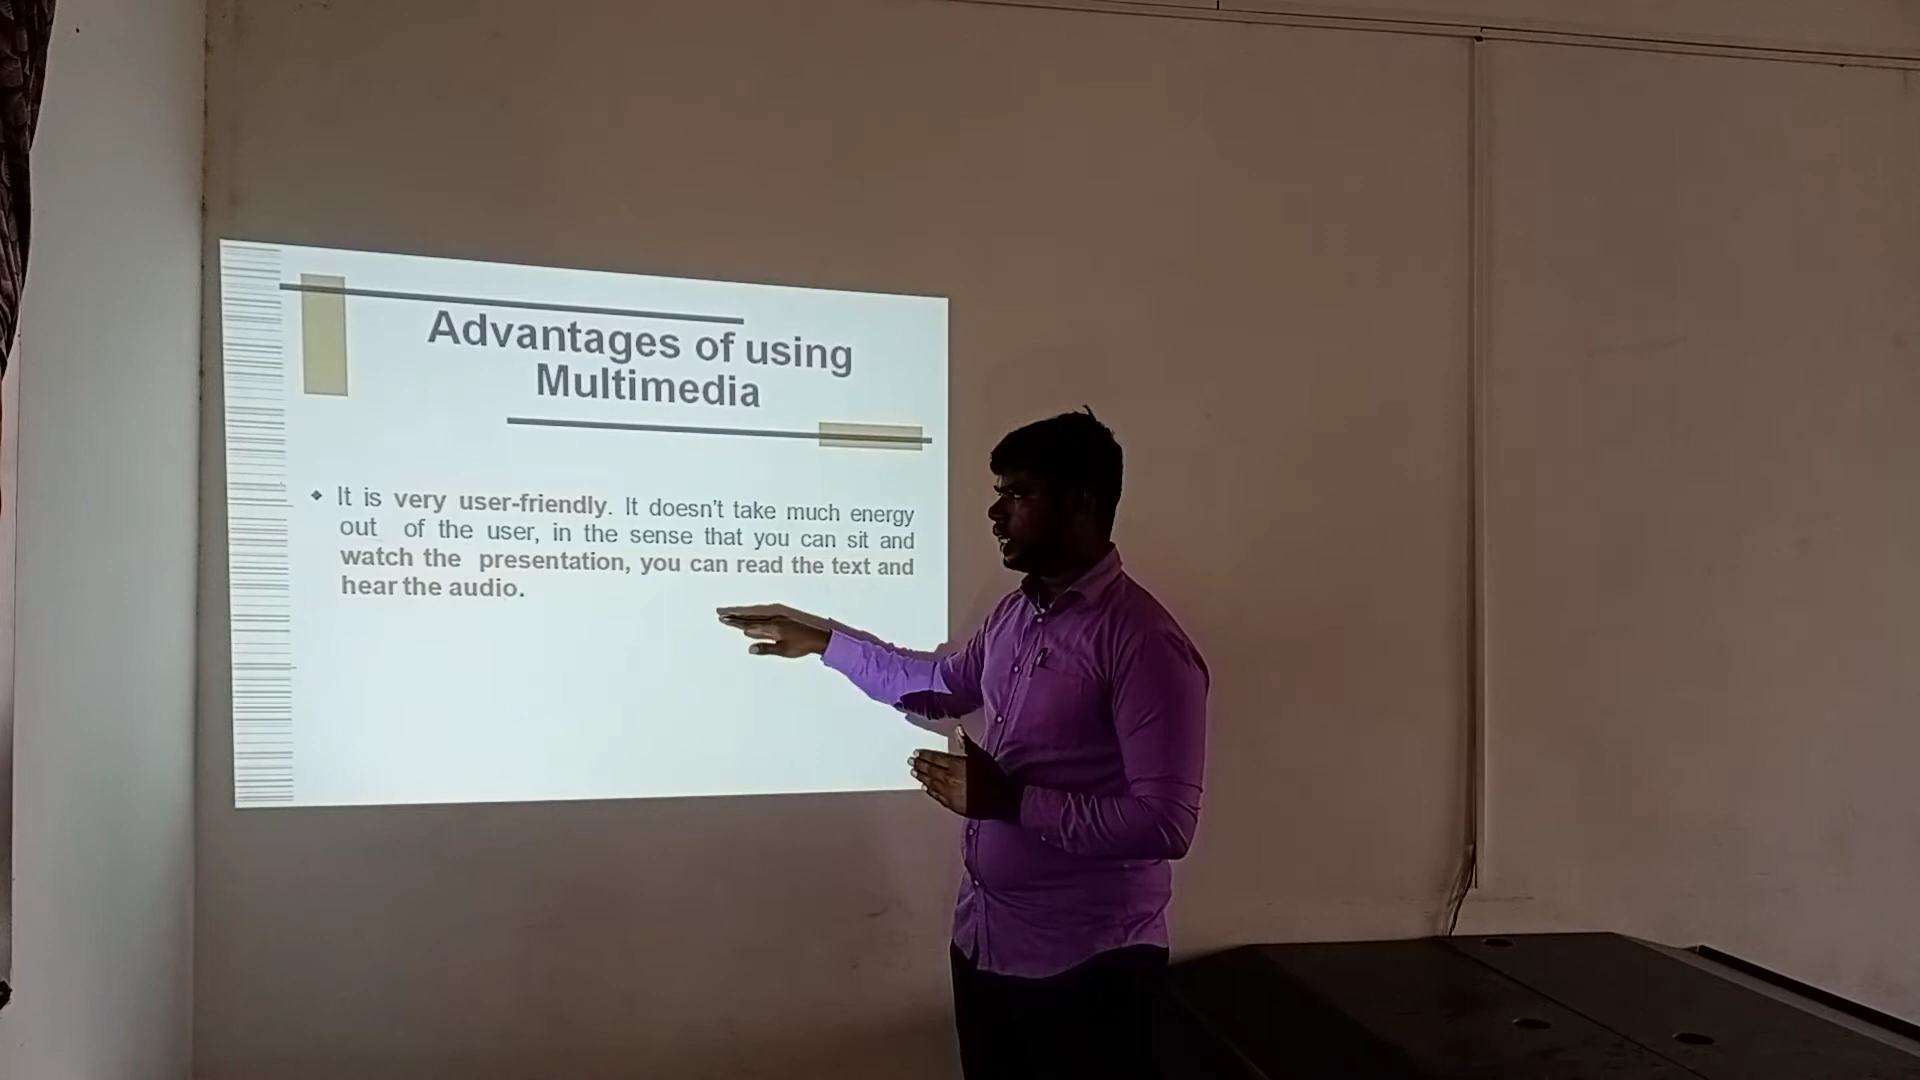 Advantages of using
Multimedia
❖ It is very user-friendly. It doesn't take much energy
out of the user, in the sense that you can sit and
watch the presentation, you can read the text and
hear the audio.